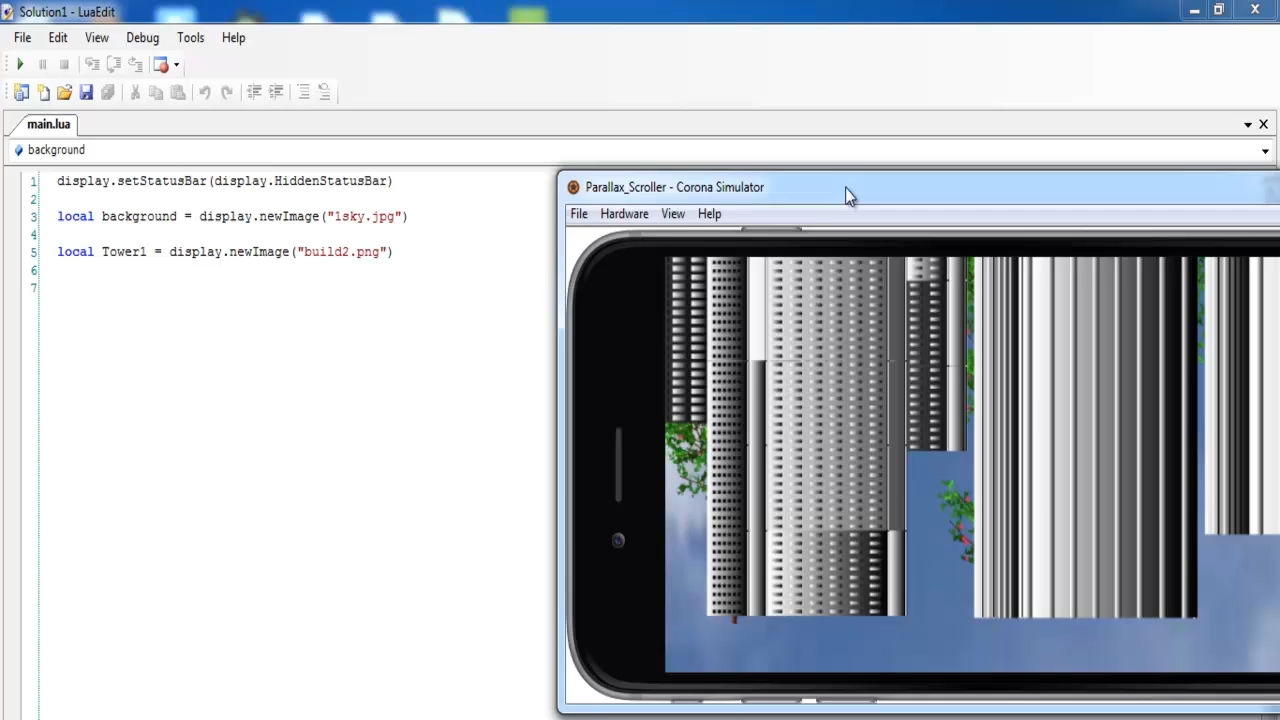 Solution1 - LuaEdit
File Edit View Debug Tools Help
main.lua
background
1 display.setStatusBar(display.HiddenStatusBar)
2
3 local background = display.newImage("1sky.jpg")
4
5 local Tower1 = display.newImage("build2.png")
6
7
Parallax_Scroller - Corona Simulator
File Hardware View Help